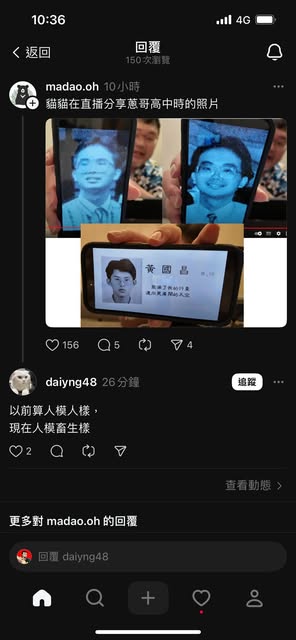 10:36
4G
68
返回
回覆
150 次瀏覽
madao.oh 10小時
貓貓在直播分享蔥哥高中時的照片
黃國昌
156
5
4
daiyng48 26分鐘
追蹤
以前算人模人樣，
現在人模畜生樣
2
查看動態
更多對 madao.oh 的回覆
回覆 daiyng48